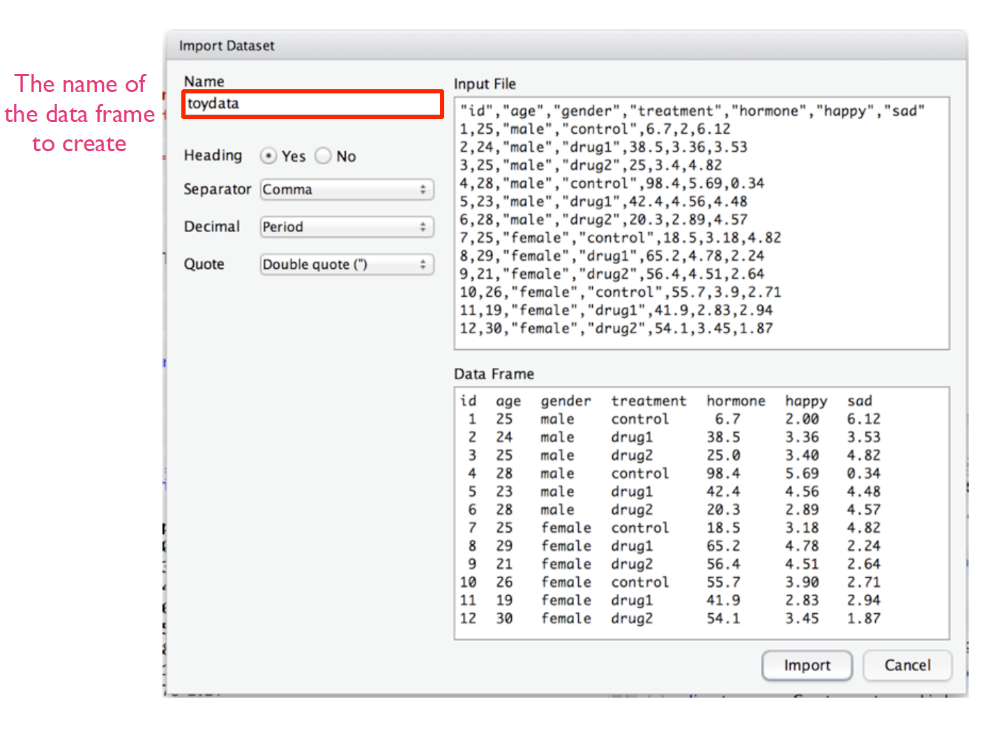 The name of
the data frame
to create
Import Dataset
Name
toydata
Heading Yes No
Separator Comma
Decimal Period
Quote Double quote (")
Input File
"id","age","gender","treatment","hormone","happy","sad"
1,25,"male","control",6.7,2,6.12
2,24,"male","drug1",38.5,3.36,3.53
3,25,"male","drug2",25,3.4,4.82
4,28,"male","control",98.4,5.69,0.34
5,23,"male","drug1",42.4,4.56,4.48
6,28,"male","drug2",20.3,2.89,4.57
7,25,"female","control",18.5,3.18,4.82
8,29,"female","drug1",65.2,4.78,2.24
9,21,"female","drug2",56.4,4.51,2.64
10,26,"female","control",55.7,3.9,2.71
11,19,"female","drug1",41.9,2.83,2.94
12,30,"female","drug2",54.1,3.45,1.87
Data Frame
id age gender treatment hormone happy sad
1 25 male control 6.7 2.00 6.12
2 24 male drug1 38.5 3.36 3.53
3 25 male drug2 25.0 3.40 4.82
4 28 male control 98.4 5.69 0.34
5 23 male drug1 42.4 4.56 4.48
6 28 male drug2 20.3 2.89 4.57
7 25 female control 18.5 3.18 4.82
8 29 female drug1 65.2 4.78 2.24
9 21 female drug2 56.4 4.51 2.64
10 26 female control 55.7 3.90 2.71
11 19 female drug1 41.9 2.83 2.94
12 30 female drug2 54.1 3.45 1.87
Import Cancel